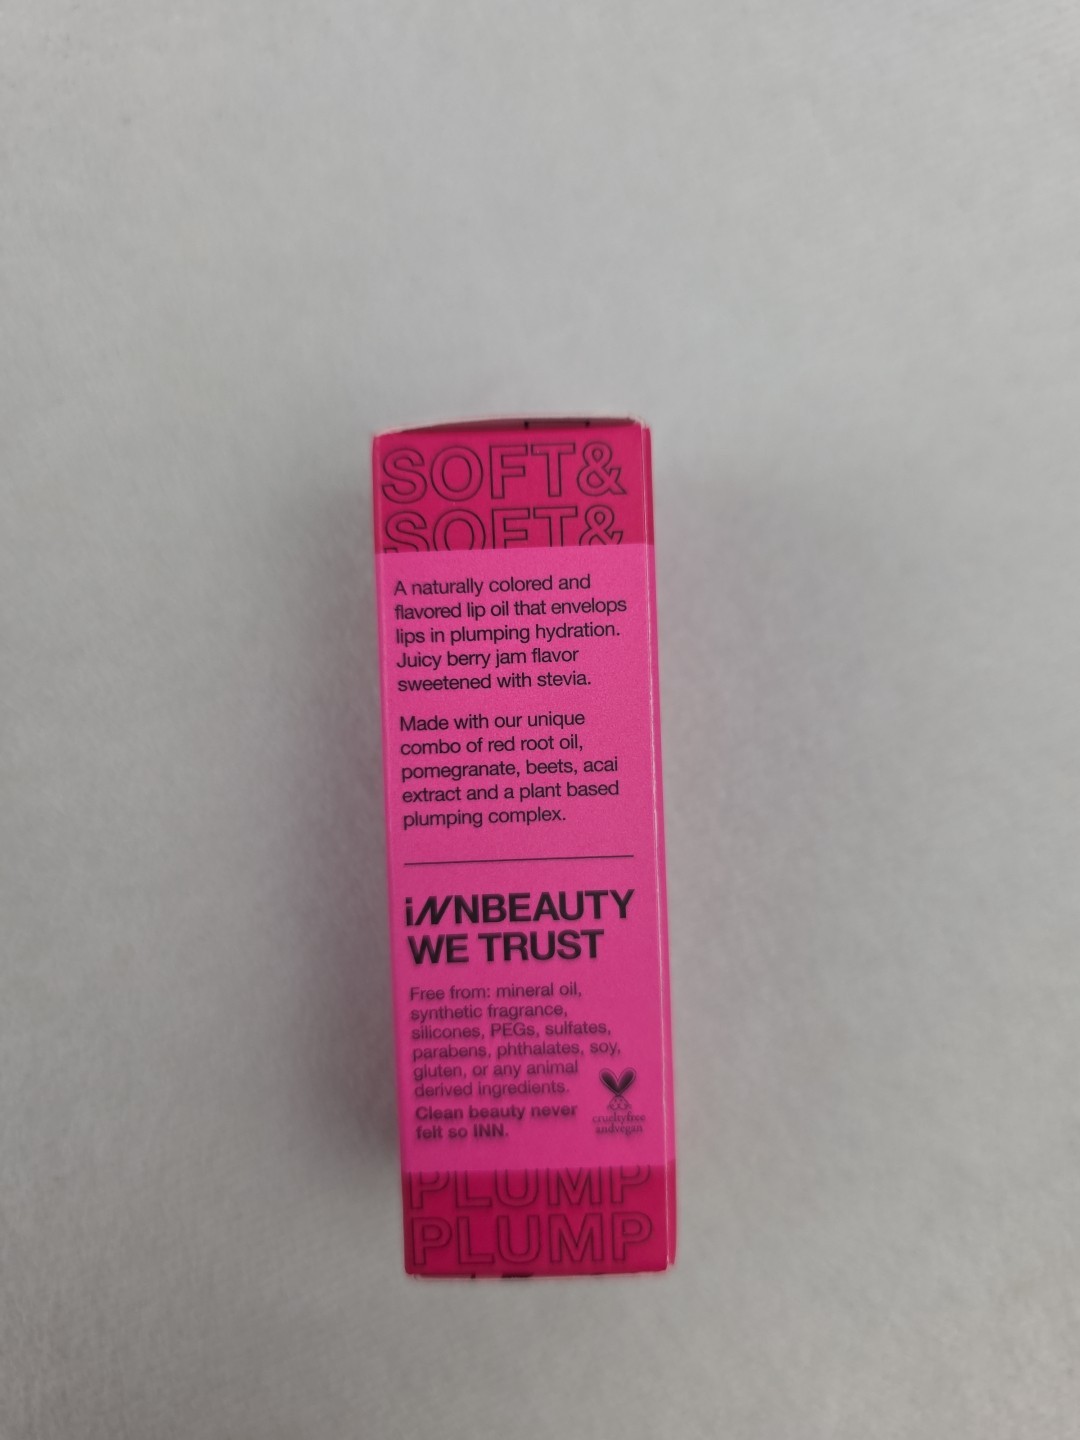 SOFT&
SOFT&
A naturally colored and
flavored lip oil that envelops
lips in plumping hydration.
Juicy berry jam flavor
sweetened with stevia.
Made with our unique
combo of red root oil,
pomegranate, beets, acai
extract and a plant based
plumping complex.
iNNBEAUTY
WE TRUST
Free from: mineral oil,
synthetic fragrance,
silicones, PEGs, sulfates,
parabens, phthalates, soy,
gluten, or any animal
derived ingredients.
Clean beauty never
felt so INN.
crueltyfree
andvegan
PLUMP
PLUMP